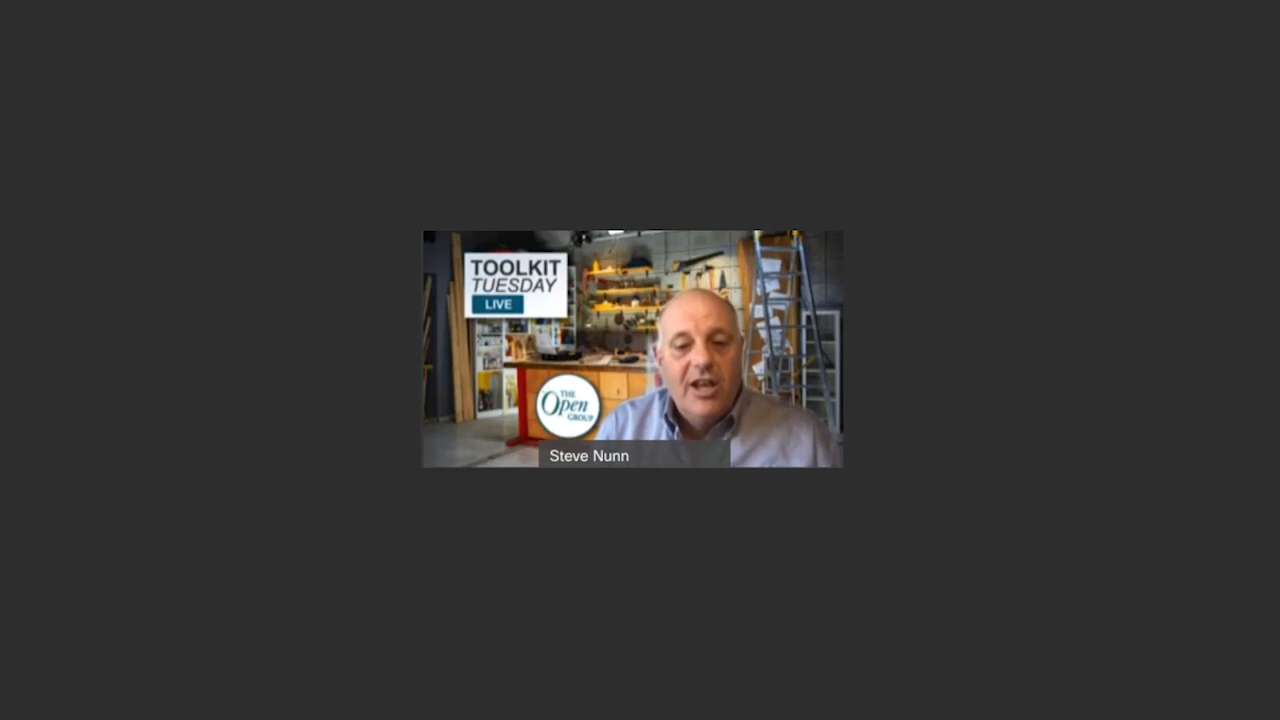 TOOLKIT
TUESDAY
LIVE
THE
Open
GROUP
Steve Nunn